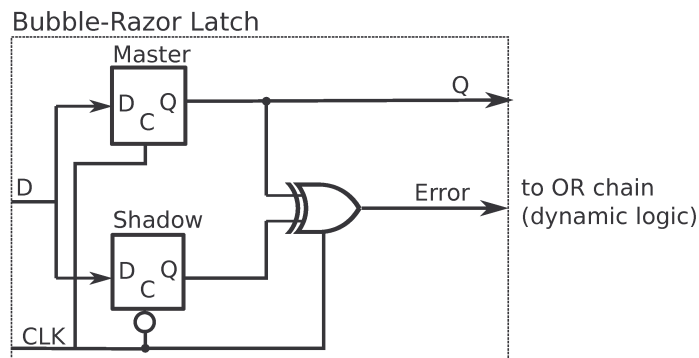 Bubble-Razor Latch
Master
D Q
C
Q
D
Error
to OR chain
(dynamic logic)
Shadow
D Q
C
CLK